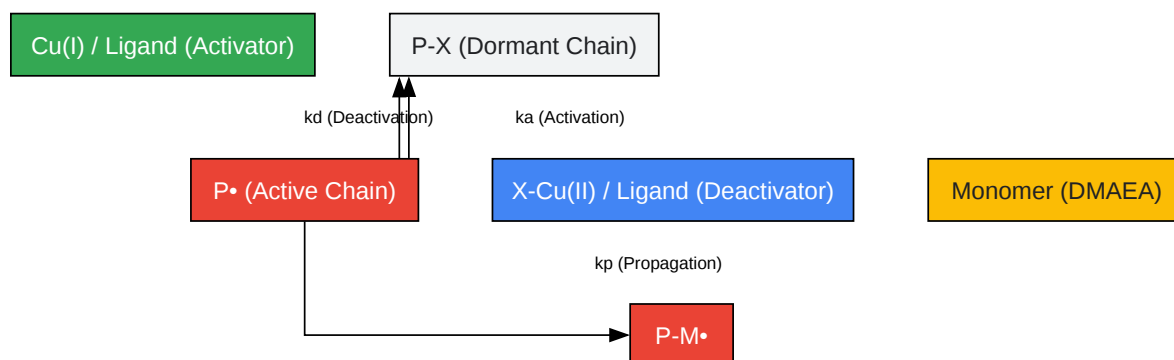 Cu(I) / Ligand (Activator)
P-X (Dormant Chain)
kd (Deactivation)
ka (Activation)
P• (Active Chain)
X-Cu(II) / Ligand (Deactivator)
Monomer (DMAEA)
kp (Propagation)
P-M•